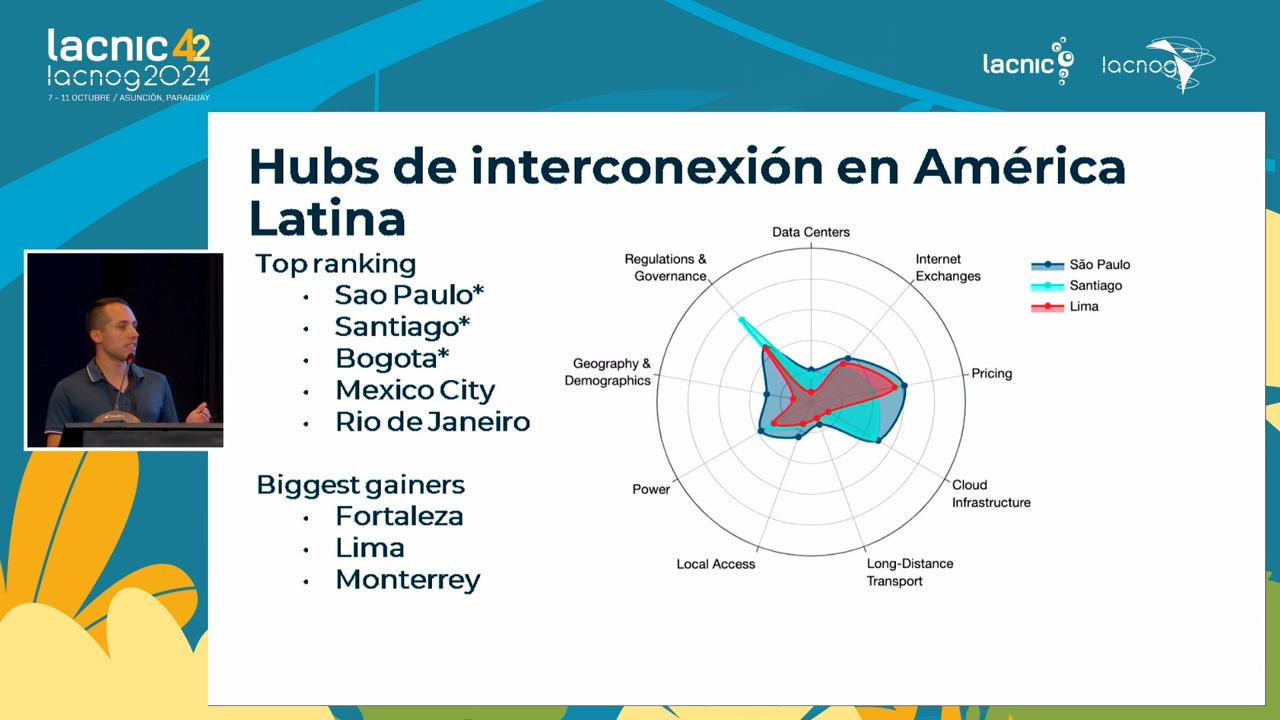 lacnic 42
lacnog2024
7 - 11 OCTUBRE / ASUNCIÓN, PARAGUAY
lacnic
lacnog
Hubs de interconexión en América
Latina
Top ranking
• Sao Paulo*
• Santiago*
• Bogota*
• Mexico City
• Rio de Janeiro
Biggest gainers
• Fortaleza
• Lima
• Monterrey
Data Centers
Internet
Exchanges
Pricing
Cloud
Infrastructure
Long-Distance
Transport
Local Access
Power
Geography &
Demographics
Regulations &
Governance
São Paulo
Santiago
Lima